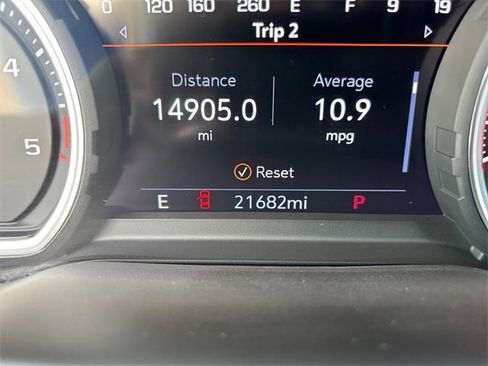 0 120 160 260 E F 9 19
Trip 2
Distance Average
14905.0 10.9
mi mpg
Reset
E 21682mi P
4
5